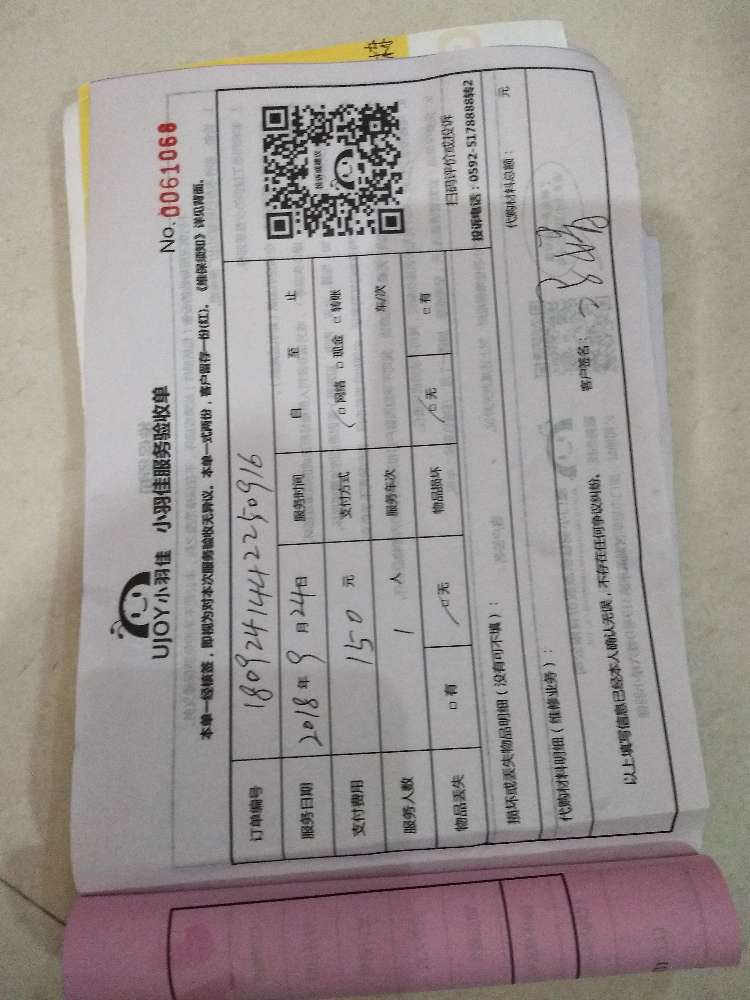 UJOY小羽佳 小羽佳服务验收单 No. 0061068
本单一经核签，即视为对本次服务验收无异议。本单一式两份，客户留存一份(红)。《维保须知》详见背面。
订单编号 1809241442250916
服务日期 2018年9月24日 服务时间 自 至 止
支付费用 150 元 支付方式 □网络 □现金 □转账
服务人数 1 人 服务车次 车/次
物品丢失 □有 □无 物品损坏 □无 □有
投诉或建议
扫码评价或投诉
投诉电话：0592-5178888转2
损坏或丢失物品明细（没有可不填）：
代购材料明细（维修业务）： 代购材料总额： 元
以上填写信息已经本人确认无误，不存在任何争议纠纷。 客户签名：